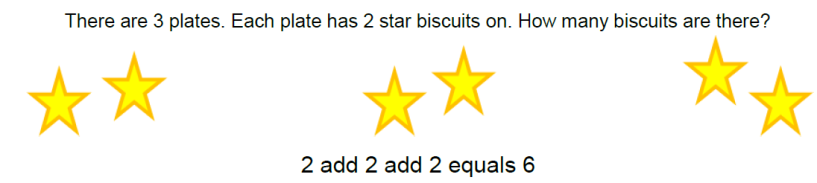 There are 3 plates. Each plate has 2 star biscuits on. How many biscuits are there?
2 add 2 add 2 equals 6